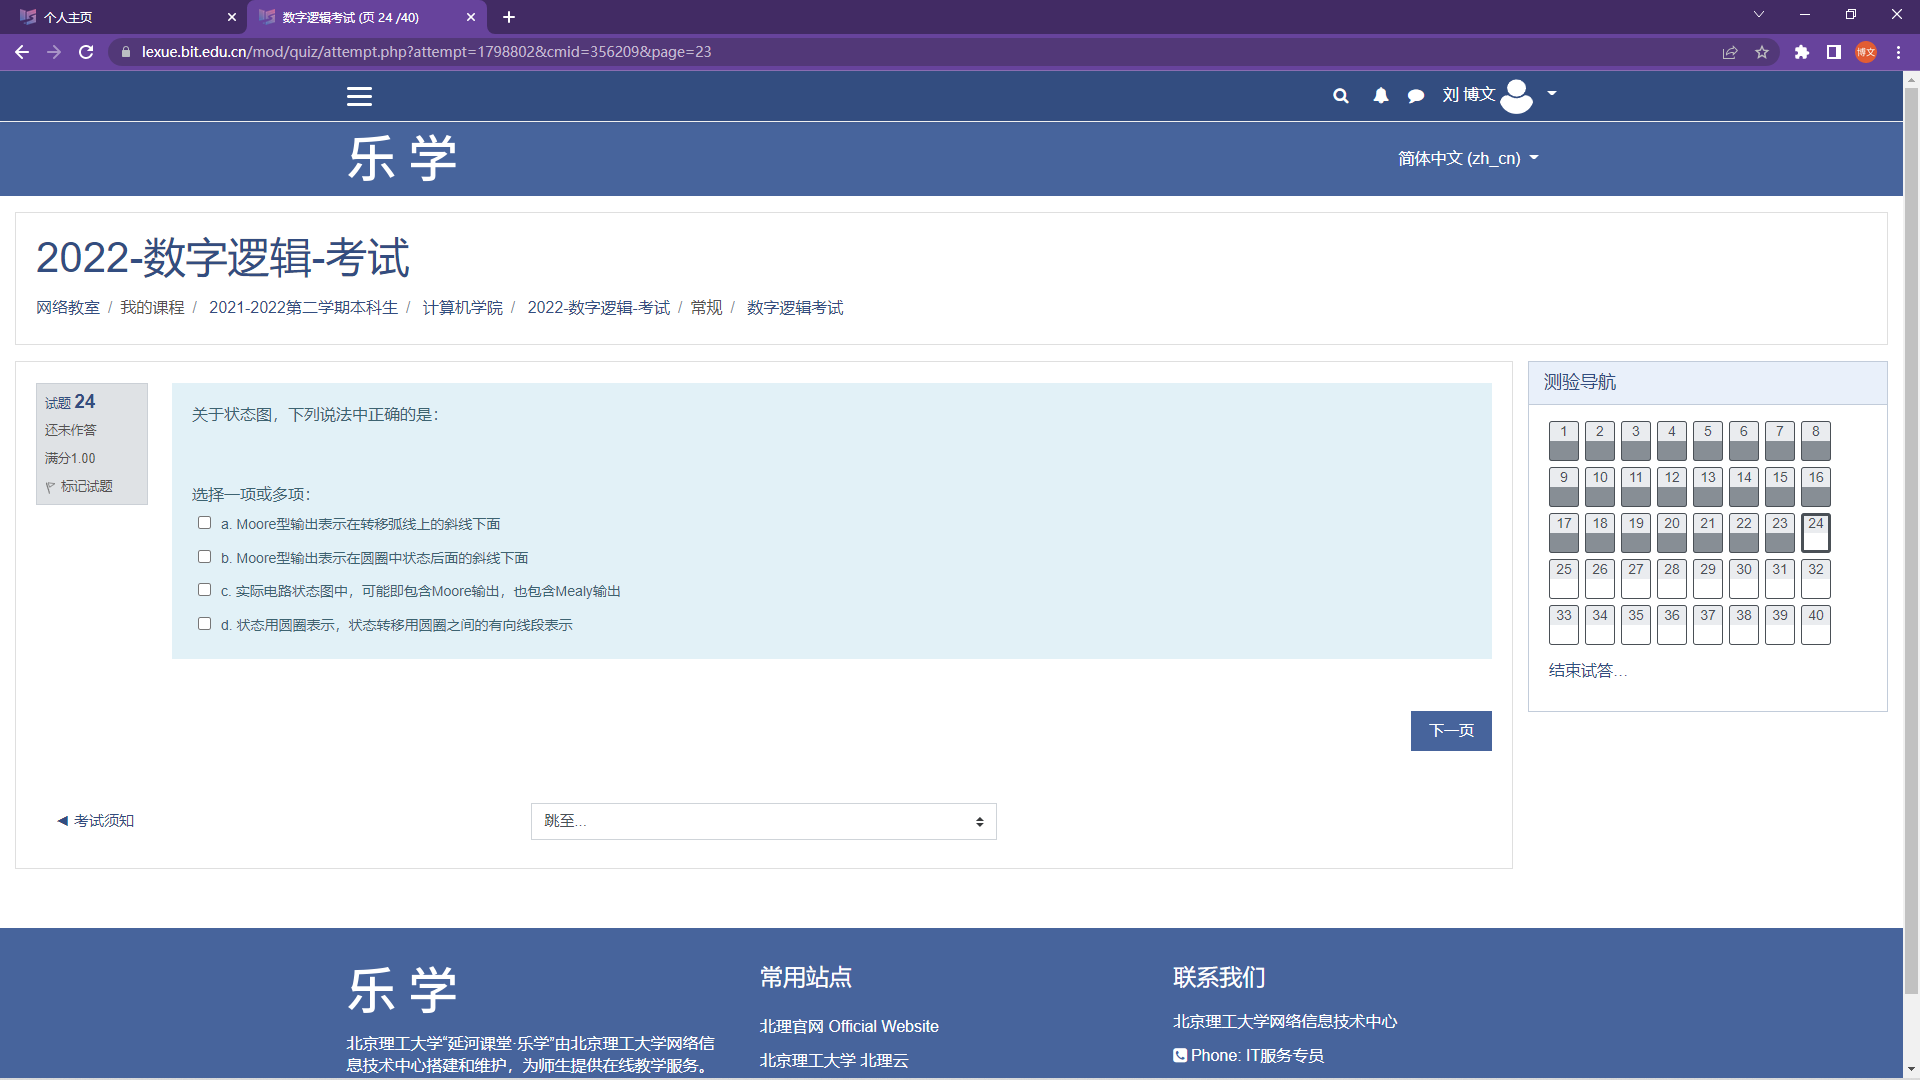 个人主页
数字逻辑考试 (页 24 /40)
lexue.bit.edu.cn/mod/quiz/attempt.php?attempt=1798802&cmid=356209&page=23
博文
刘 博文
乐 学
简体中文 (zh_cn)
2022-数字逻辑-考试
网络教室 / 我的课程 / 2021-2022第二学期本科生 / 计算机学院 / 2022-数字逻辑-考试 / 常规 / 数字逻辑考试
试题 24
还未作答
满分1.00
标记试题
关于状态图，下列说法中正确的是：
选择一项或多项：
a. Moore型输出表示在转移弧线上的斜线下面
b. Moore型输出表示在圆圈中状态后面的斜线下面
c. 实际电路状态图中，可能即包含Moore输出，也包含Mealy输出
d. 状态用圆圈表示，状态转移用圆圈之间的有向线段表示
下一页
◄ 考试须知
跳至...
测验导航
1 2 3 4 5 6 7 8
9 10 11 12 13 14 15 16
17 18 19 20 21 22 23 24
25 26 27 28 29 30 31 32
33 34 35 36 37 38 39 40
结束试答…
乐 学
北京理工大学“延河课堂·乐学”由北京理工大学网络信
息技术中心搭建和维护，为师生提供在线教学服务。
常用站点
北理官网 Official Website
北京理工大学 北理云
联系我们
北京理工大学网络信息技术中心
Phone: IT服务专员